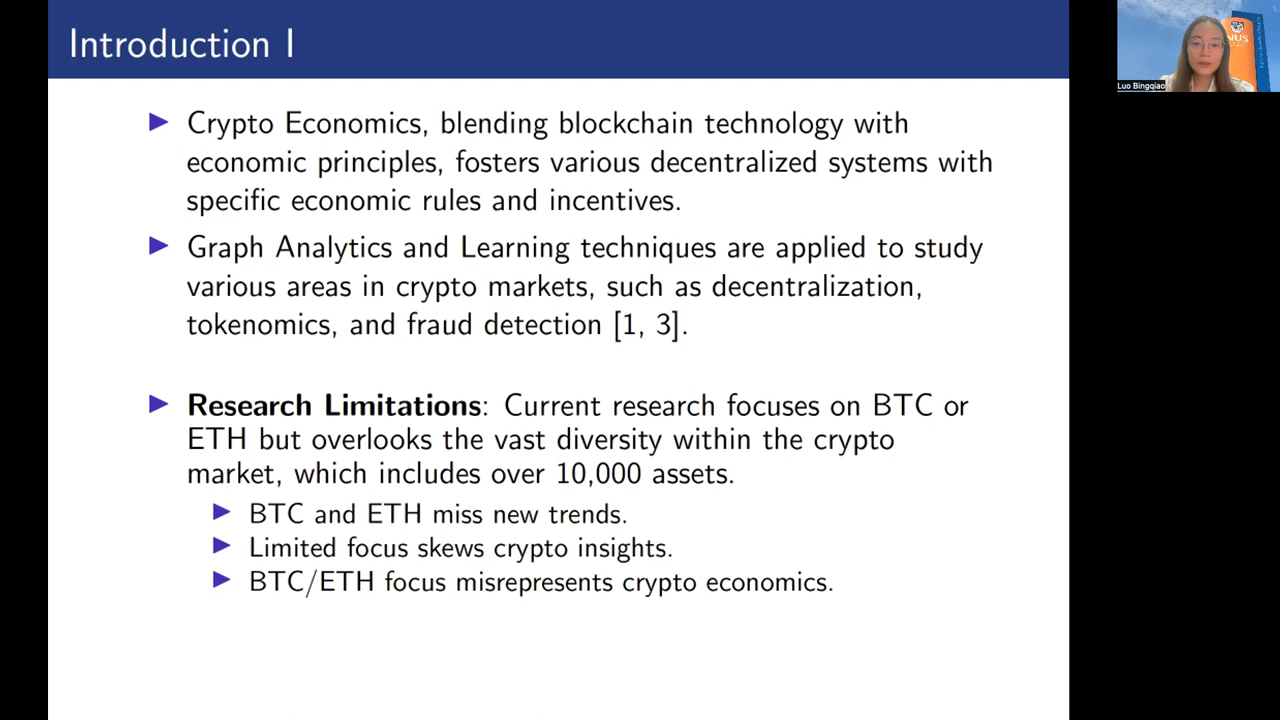 Introduction I
Crypto Economics, blending blockchain technology with
economic principles, fosters various decentralized systems with
specific economic rules and incentives.
Graph Analytics and Learning techniques are applied to study
various areas in crypto markets, such as decentralization,
tokenomics, and fraud detection [1, 3].
Research Limitations: Current research focuses on BTC or
ETH but overlooks the vast diversity within the crypto
market, which includes over 10,000 assets.
BTC and ETH miss new trends.
Limited focus skews crypto insights.
BTC/ETH focus misrepresents crypto economics.
NUS
Luo Bingqiao